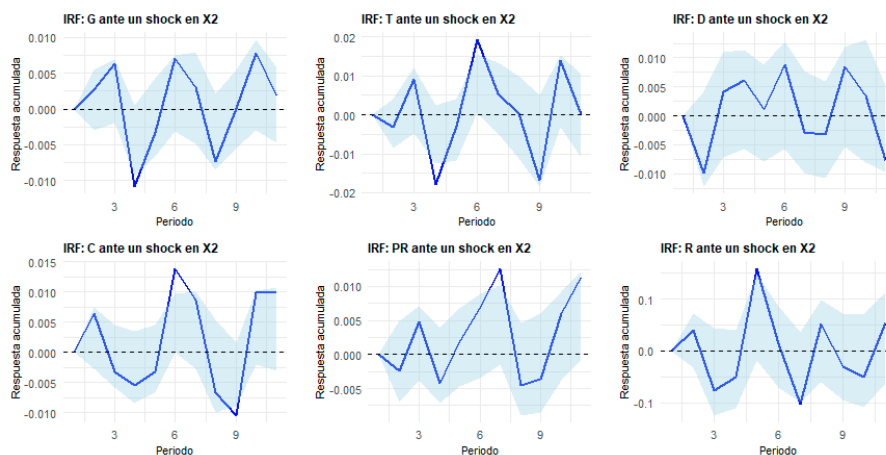 IRF: G ante un shock en X2
Respuesta acumulada
0.010
0.005
0.000
-0.005
-0.010
3 6 9
Periodo
IRF: T ante un shock en X2
Respuesta acumulada
0.02
0.01
0.00
-0.01
-0.02
3 6 9
Periodo
IRF: D ante un shock en X2
Respuesta acumulada
0.010
0.005
0.000
-0.005
-0.010
3 6 9
Periodo
IRF: C ante un shock en X2
Respuesta acumulada
0.015
0.010
0.005
0.000
-0.005
-0.010
3 6 9
Periodo
IRF: PR ante un shock en X2
Respuesta acumulada
0.010
0.005
0.000
-0.005
3 6 9
Periodo
IRF: R ante un shock en X2
Respuesta acumulada
0.1
0.0
-0.1
3 6 9
Periodo